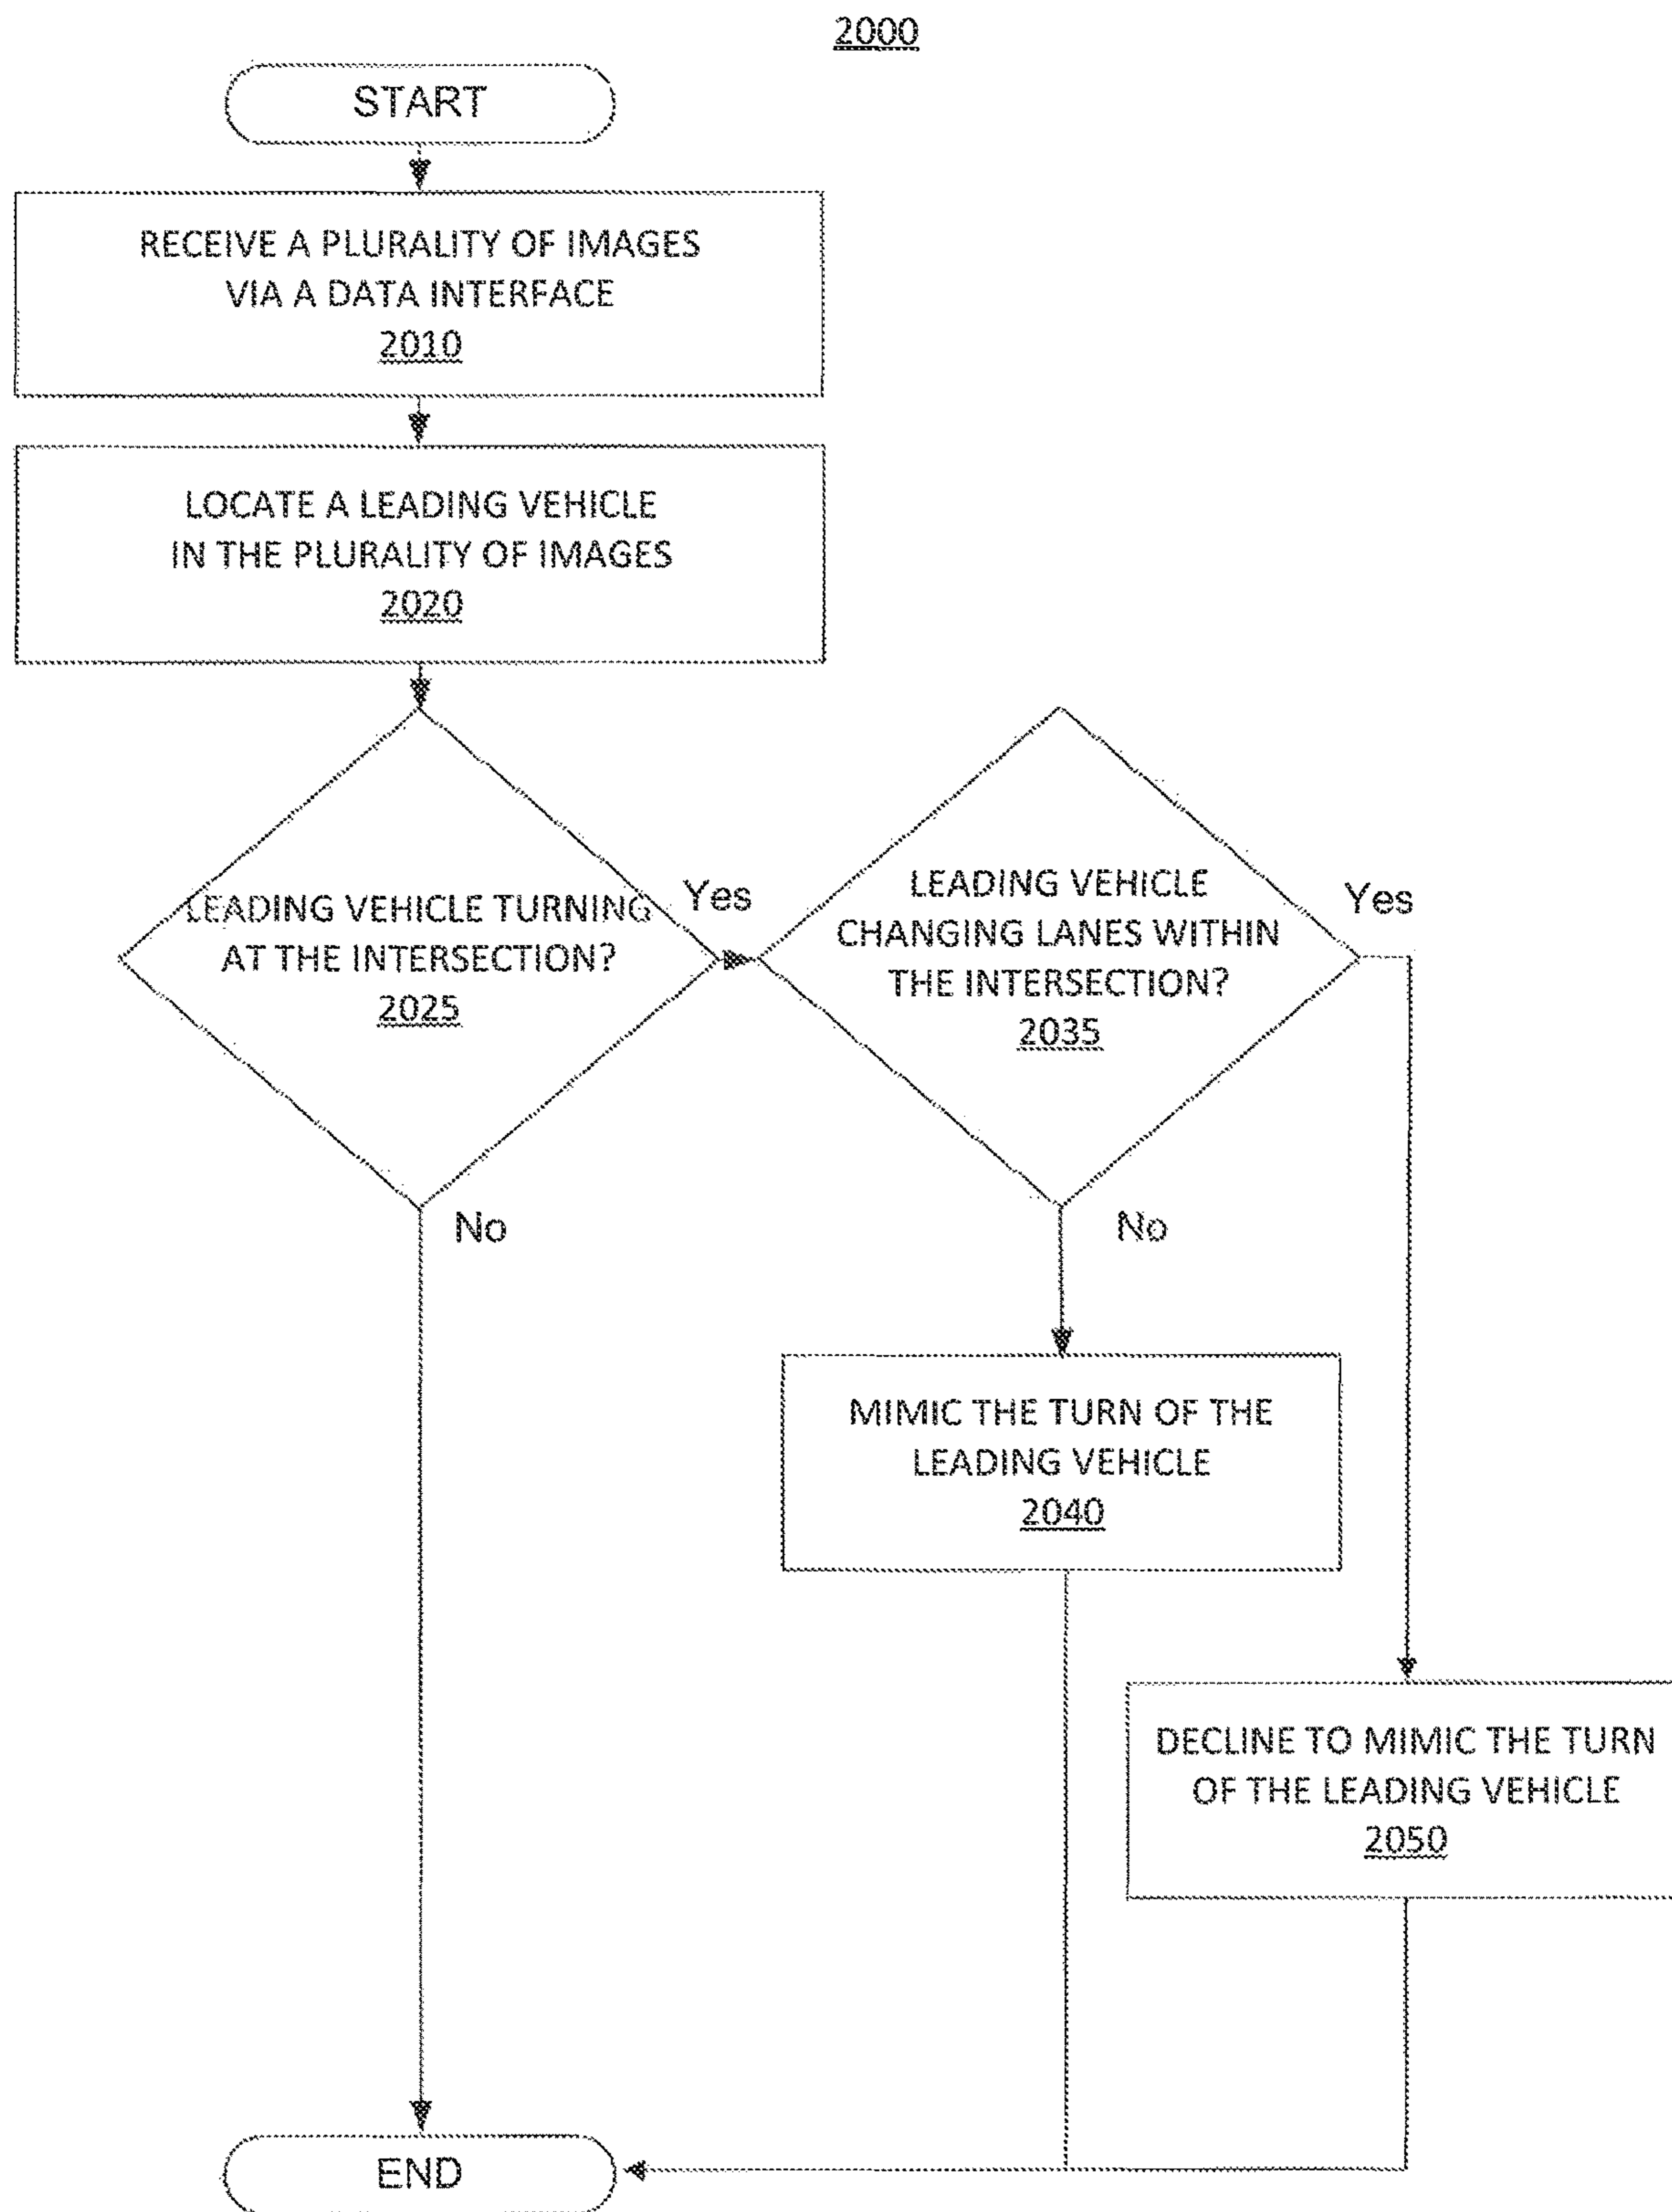 2000
START
RECEIVE A PLURALITY OF IMAGES
VIA A DATA INTERFACE
2010
LOCATE A LEADING VEHICLE
IN THE PLURALITY OF IMAGES
2020
LEADING VEHICLE TURNING
AT THE INTERSECTION?
2025
Yes
No
LEADING VEHICLE
CHANGING LANES WITHIN
THE INTERSECTION?
2035
Yes
No
MIMIC THE TURN OF THE
LEADING VEHICLE
2040
DECLINE TO MIMIC THE TURN
OF THE LEADING VEHICLE
2050
END